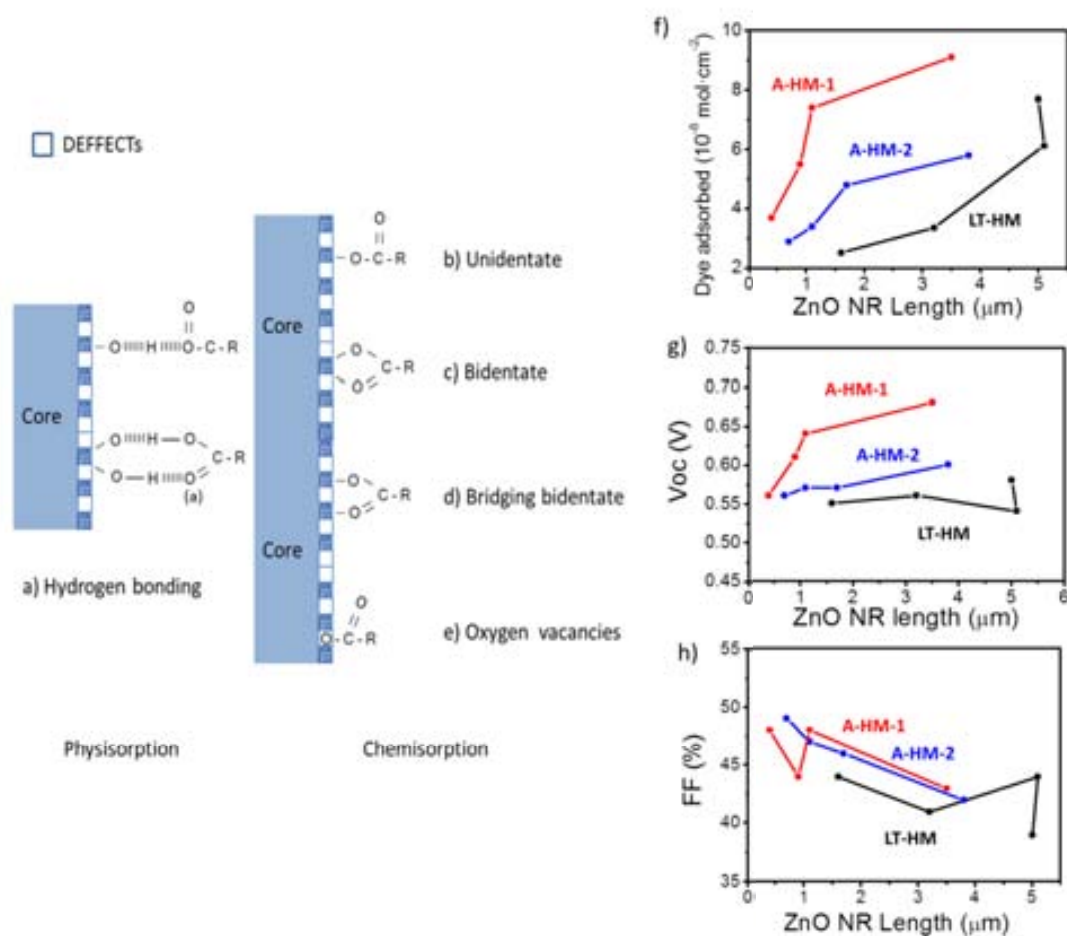 DEFFECTs
Core
O
O H O C R
O H O
C R
O H O
(a)
a) Hydrogen bonding
Physisorption
Core
O
O C R
b) Unidentate
O
C R
O
c) Bidentate
O
C R
O
d) Bridging bidentate
Core
O
O C R
e) Oxygen vacancies
Chemisorption
f)
Dye adsorbed (10⁻⁸ mol·cm⁻²)
10
8
6
4
2
A-HM-1
A-HM-2
LT-HM
0 1 2 3 4 5
ZnO NR Length (μm)
g)
Voc (V)
0.75
0.70
0.65
0.60
0.55
0.50
0.45
A-HM-1
A-HM-2
LT-HM
0 1 2 3 4 5 6
ZnO NR length (μm)
h)
FF (%)
55
50
45
40
35
A-HM-1
A-HM-2
LT-HM
0 1 2 3 4 5
ZnO NR Length (μm)